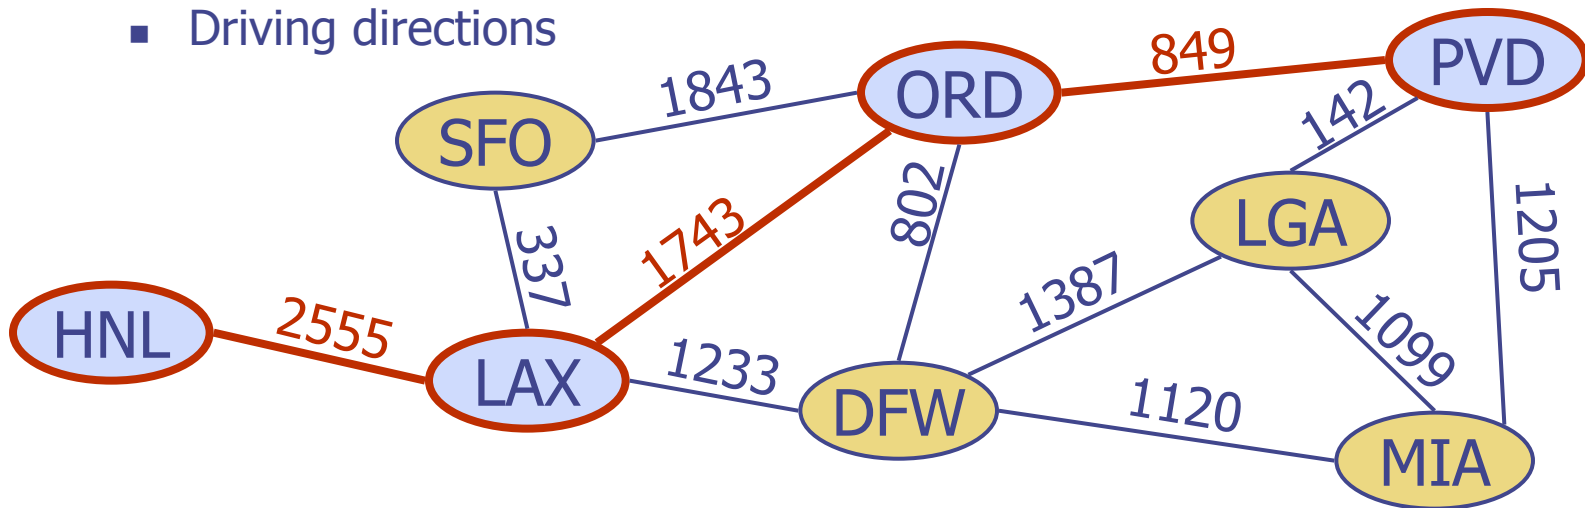 ▪ Driving directions
849
PVD
1843
ORD
142
SFO
802
LGA
1205
337
1743
1387
HNL
2555
1099
LAX
1233
DFW
1120
MIA